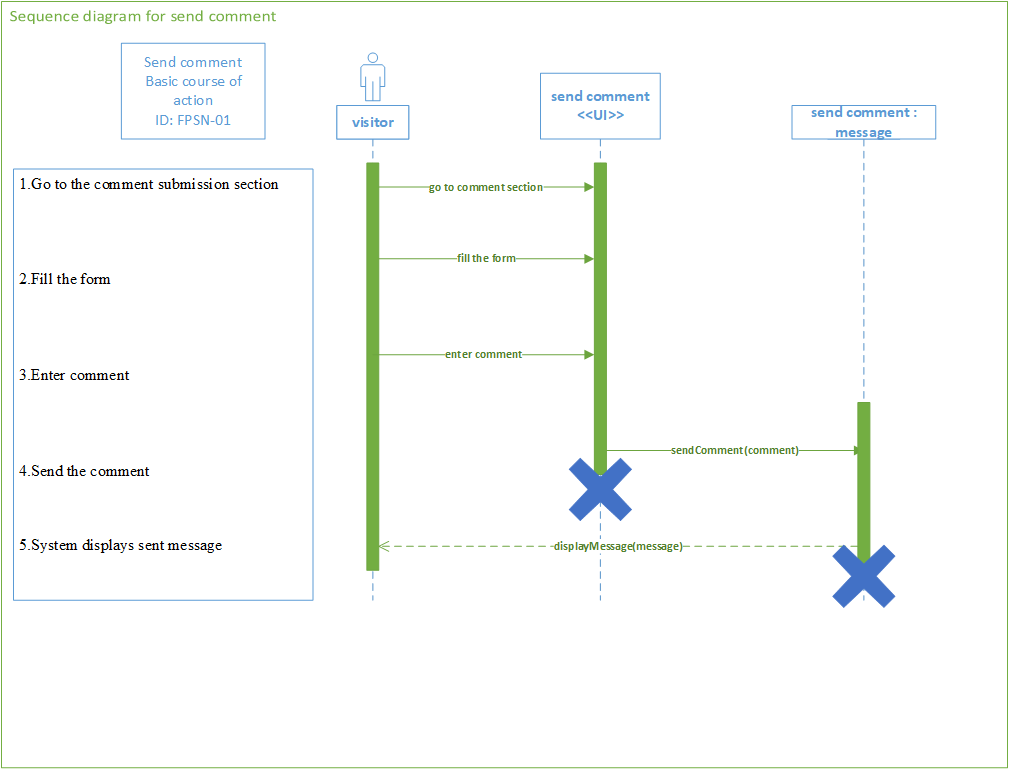 Sequence diagram for send comment
Send comment
Basic course of
action
ID: FPSN-01
visitor
send comment
<<UI>>
send comment :
message
1.Go to the comment submission section
go to comment section
fill the form
2.Fill the form
enter comment
3.Enter comment
sendComment(comment)
4.Send the comment
5.System displays sent message
displayMessage(message)